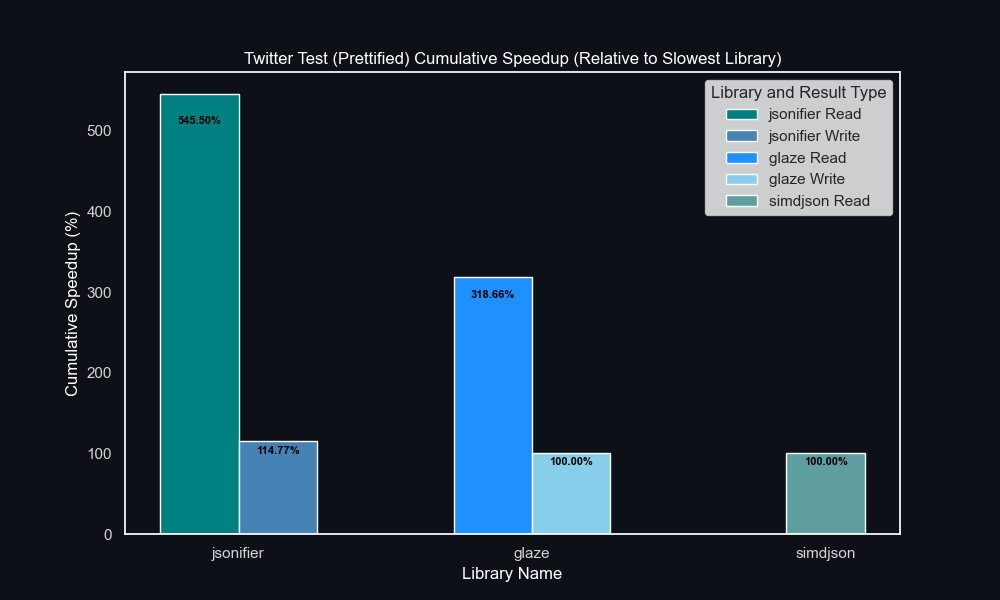 Twitter Test (Prettified) Cumulative Speedup (Relative to Slowest Library)
Library and Result Type
jsonifier Read
jsonifier Write
glaze Read
glaze Write
simdjson Read
Cumulative Speedup (%)
500
400
300
200
100
0
545.50%
114.77%
318.66%
100.00%
100.00%
jsonifier
glaze
simdjson
Library Name